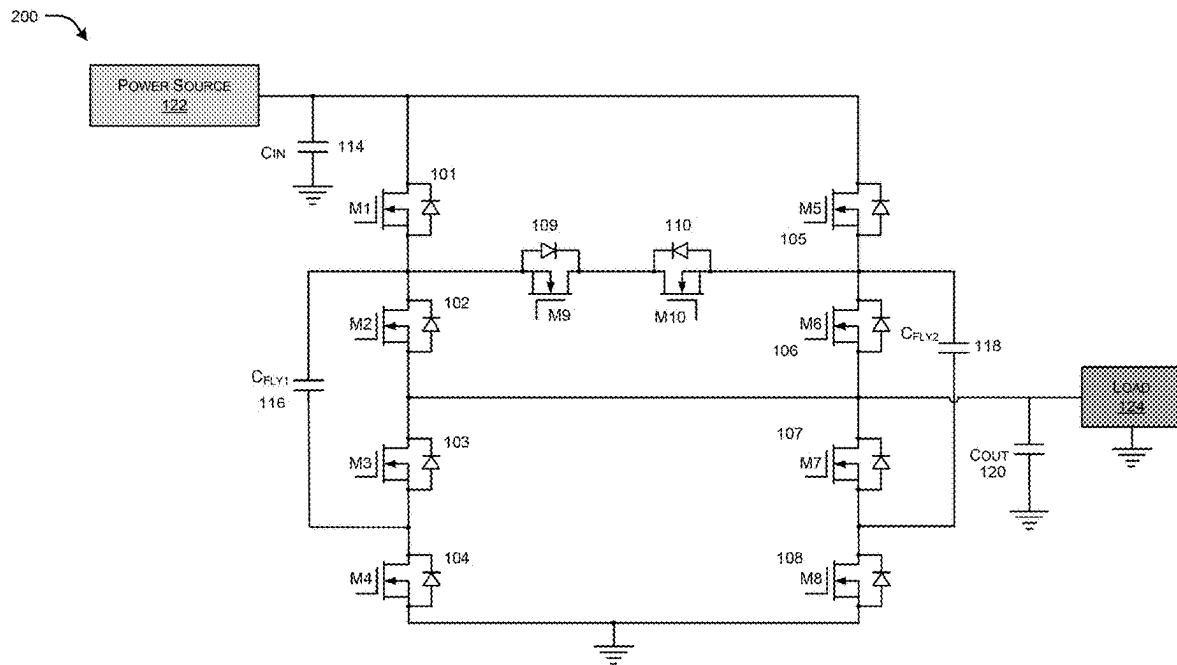 200
POWER SOURCE
122
CIN
114
101
M1
M5
105
109
110
M9
M10
102
M2
M6
106
CFLY1
116
CFLY2
118
LOAD
124
103
M3
107
M7
COUT
120
104
M4
108
M8